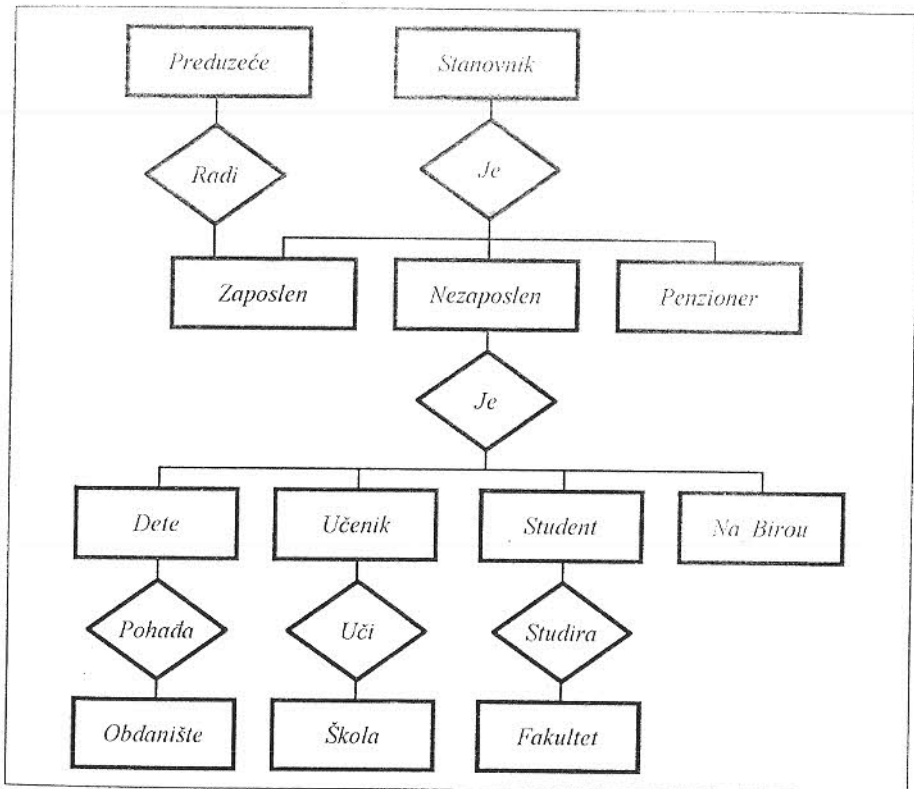 Preduzeće
Stanovnik
Radi
Je
Zaposlen
Nezaposlen
Penzioner
Je
Dete
Učenik
Student
Na Birou
Pohađa
Uči
Studira
Obdanište
Škola
Fakultet